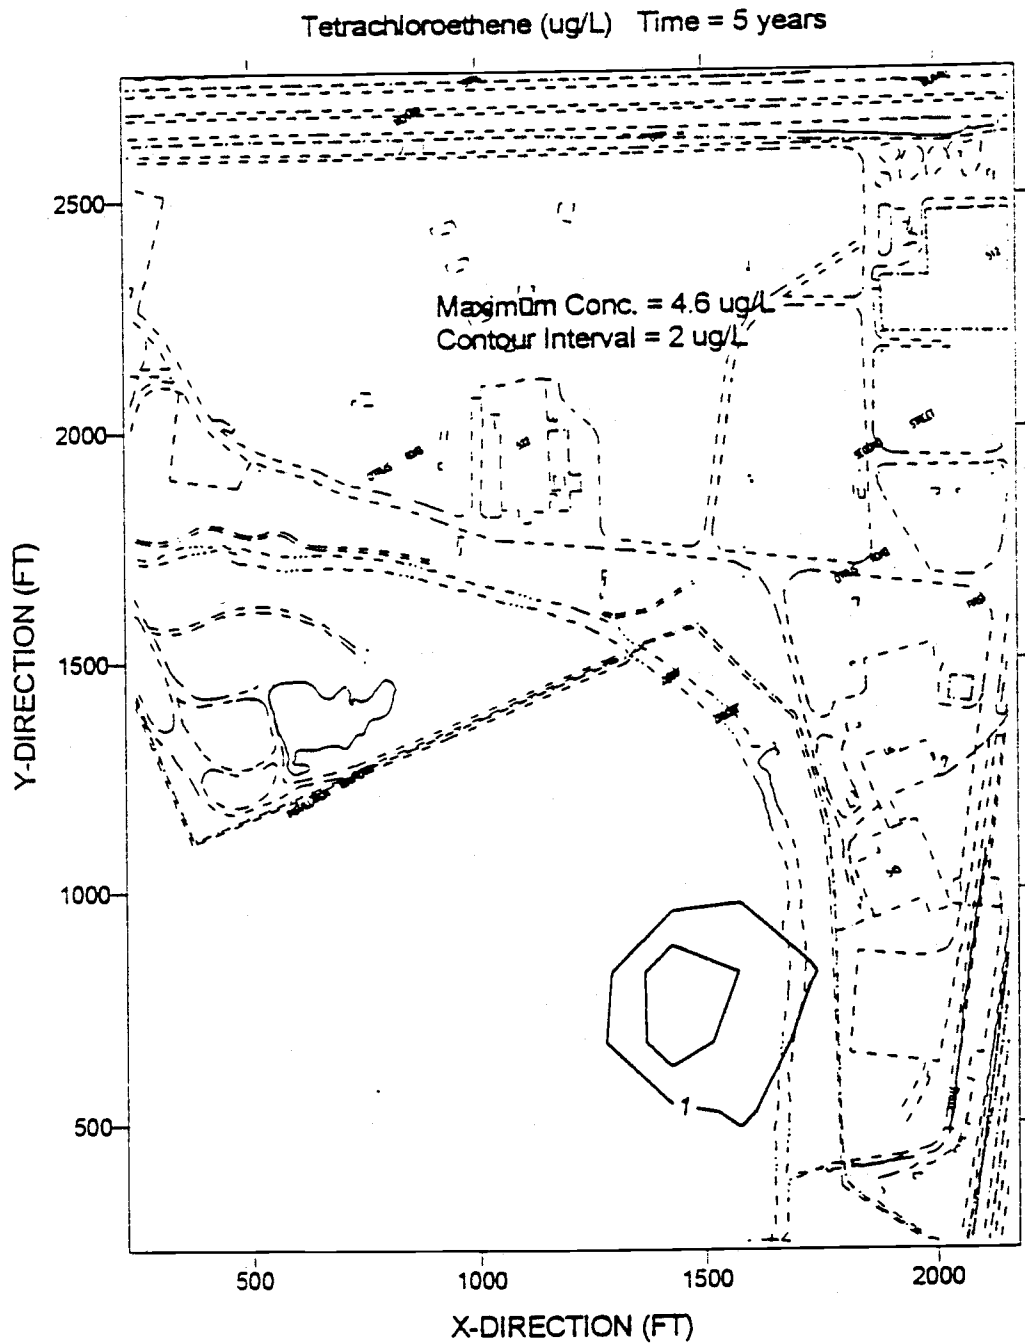 Tetrachloroethene (ug/L) Time = 5 years
2500
Maximum Conc. = 4.6 ug/L
Contour Interval = 2 ug/L
2000
Y-DIRECTION (FT)
1500
1000
1
500
500
1000
1500
2000
X-DIRECTION (FT)